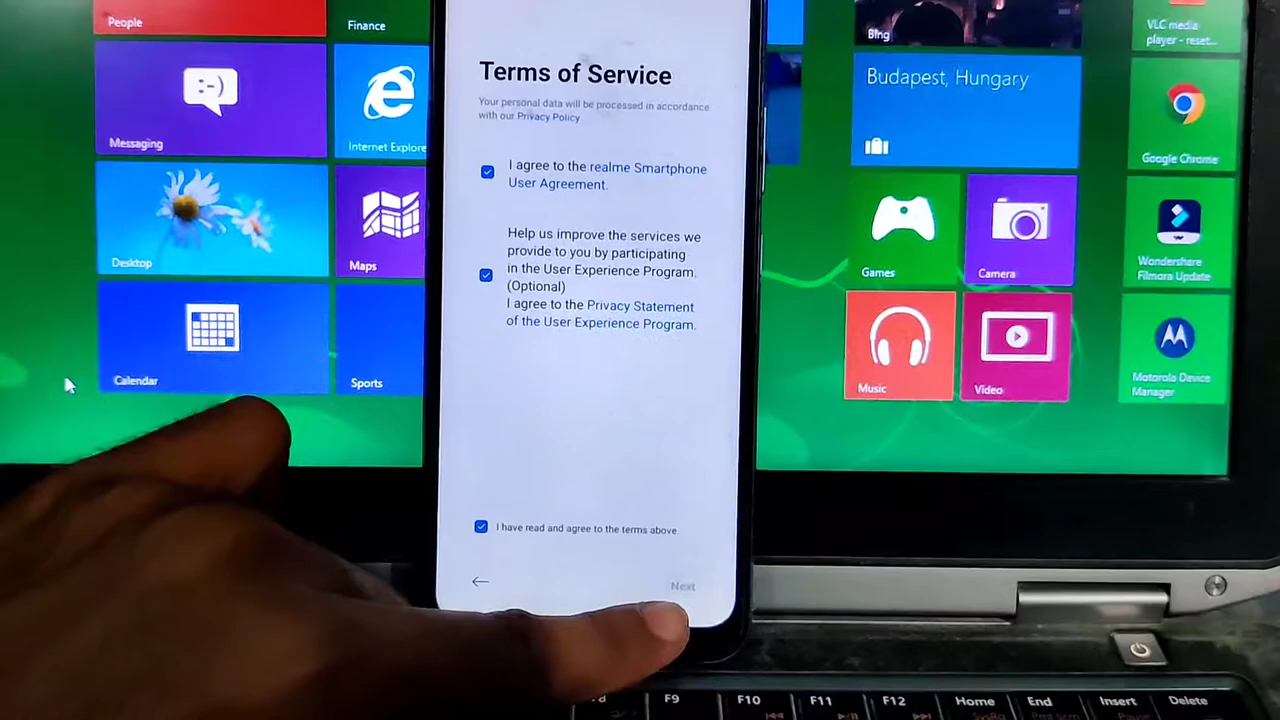 People
Finance
Messaging
Internet Explore
Desktop
Maps
Calendar
Sports
Terms of Service
Your personal data will be processed in accordance
with our Privacy Policy
I agree to the realme Smartphone
User Agreement.
Help us improve the services we
provide to you by participating
in the User Experience Program.
(Optional)
I agree to the Privacy Statement
of the User Experience Program.
I have read and agree to the terms above
Next
Bing
VLC media
player - reset...
Budapest, Hungary
Google Chrome
Games
Camera
Wondershare
Filmora Update
Music
Video
Motorola Device
Manager
F9
F10
F11
F12
Home
End
Insert
Delete